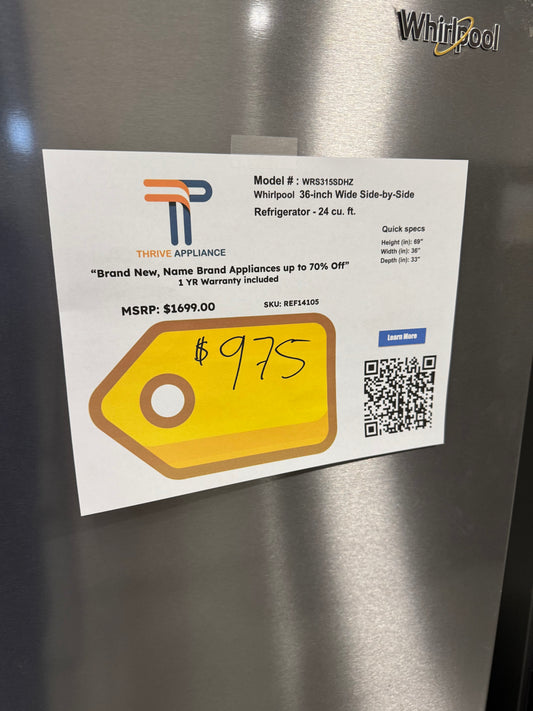 Whirlpool
Model # : WRS315SDHZ
Whirlpool 36-inch Wide Side-by-Side
Refrigerator - 24 cu. ft.
THRIVE APPLIANCE
Quick specs
Height (in): 69"
Width (in): 36"
Depth (in): 33"
“Brand New, Name Brand Appliances up to 70% Off”
1 YR Warranty included
MSRP: $1699.00
SKU: REF14105
$975
Learn More